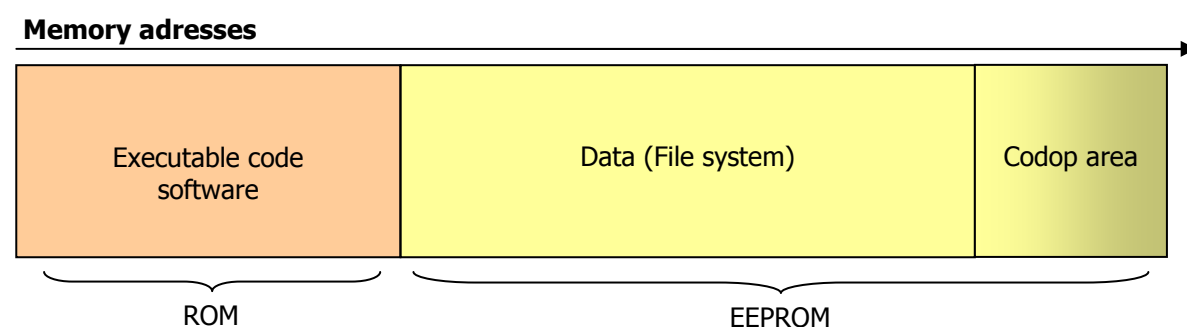 Memory adresses
Executable code
software
Data (File system)
Codop area
ROM
EEPROM